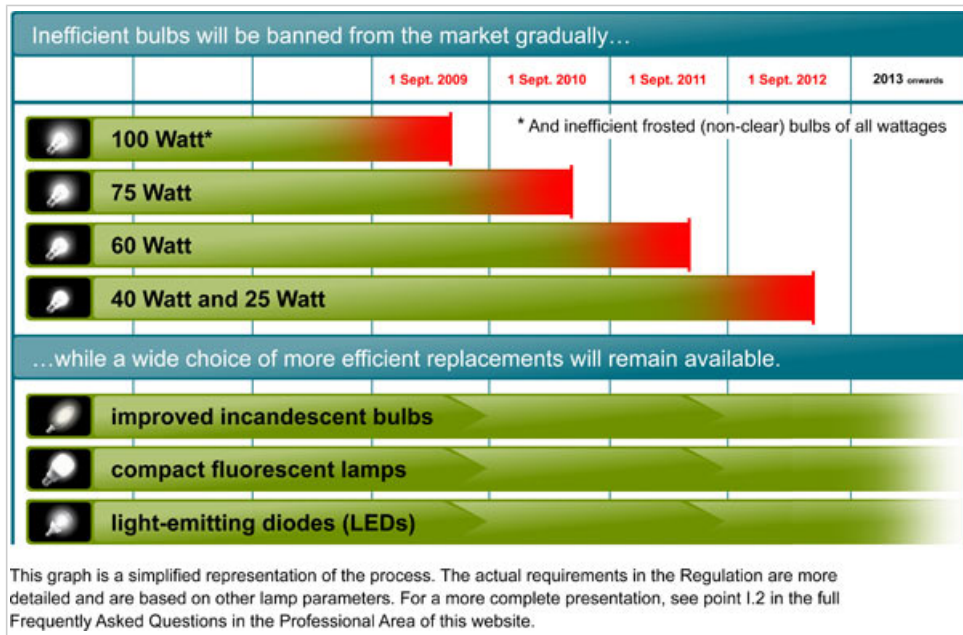 Inefficient bulbs will be banned from the market gradually…
1 Sept. 2009 1 Sept. 2010 1 Sept. 2011 1 Sept. 2012 2013 onwards
* And inefficient frosted (non-clear) bulbs of all wattages
100 Watt*
75 Watt
60 Watt
40 Watt and 25 Watt
…while a wide choice of more efficient replacements will remain available.
improved incandescent bulbs
compact fluorescent lamps
light-emitting diodes (LEDs)
This graph is a simplified representation of the process. The actual requirements in the Regulation are more
detailed and are based on other lamp parameters. For a more complete presentation, see point I.2 in the full
Frequently Asked Questions in the Professional Area of this website.